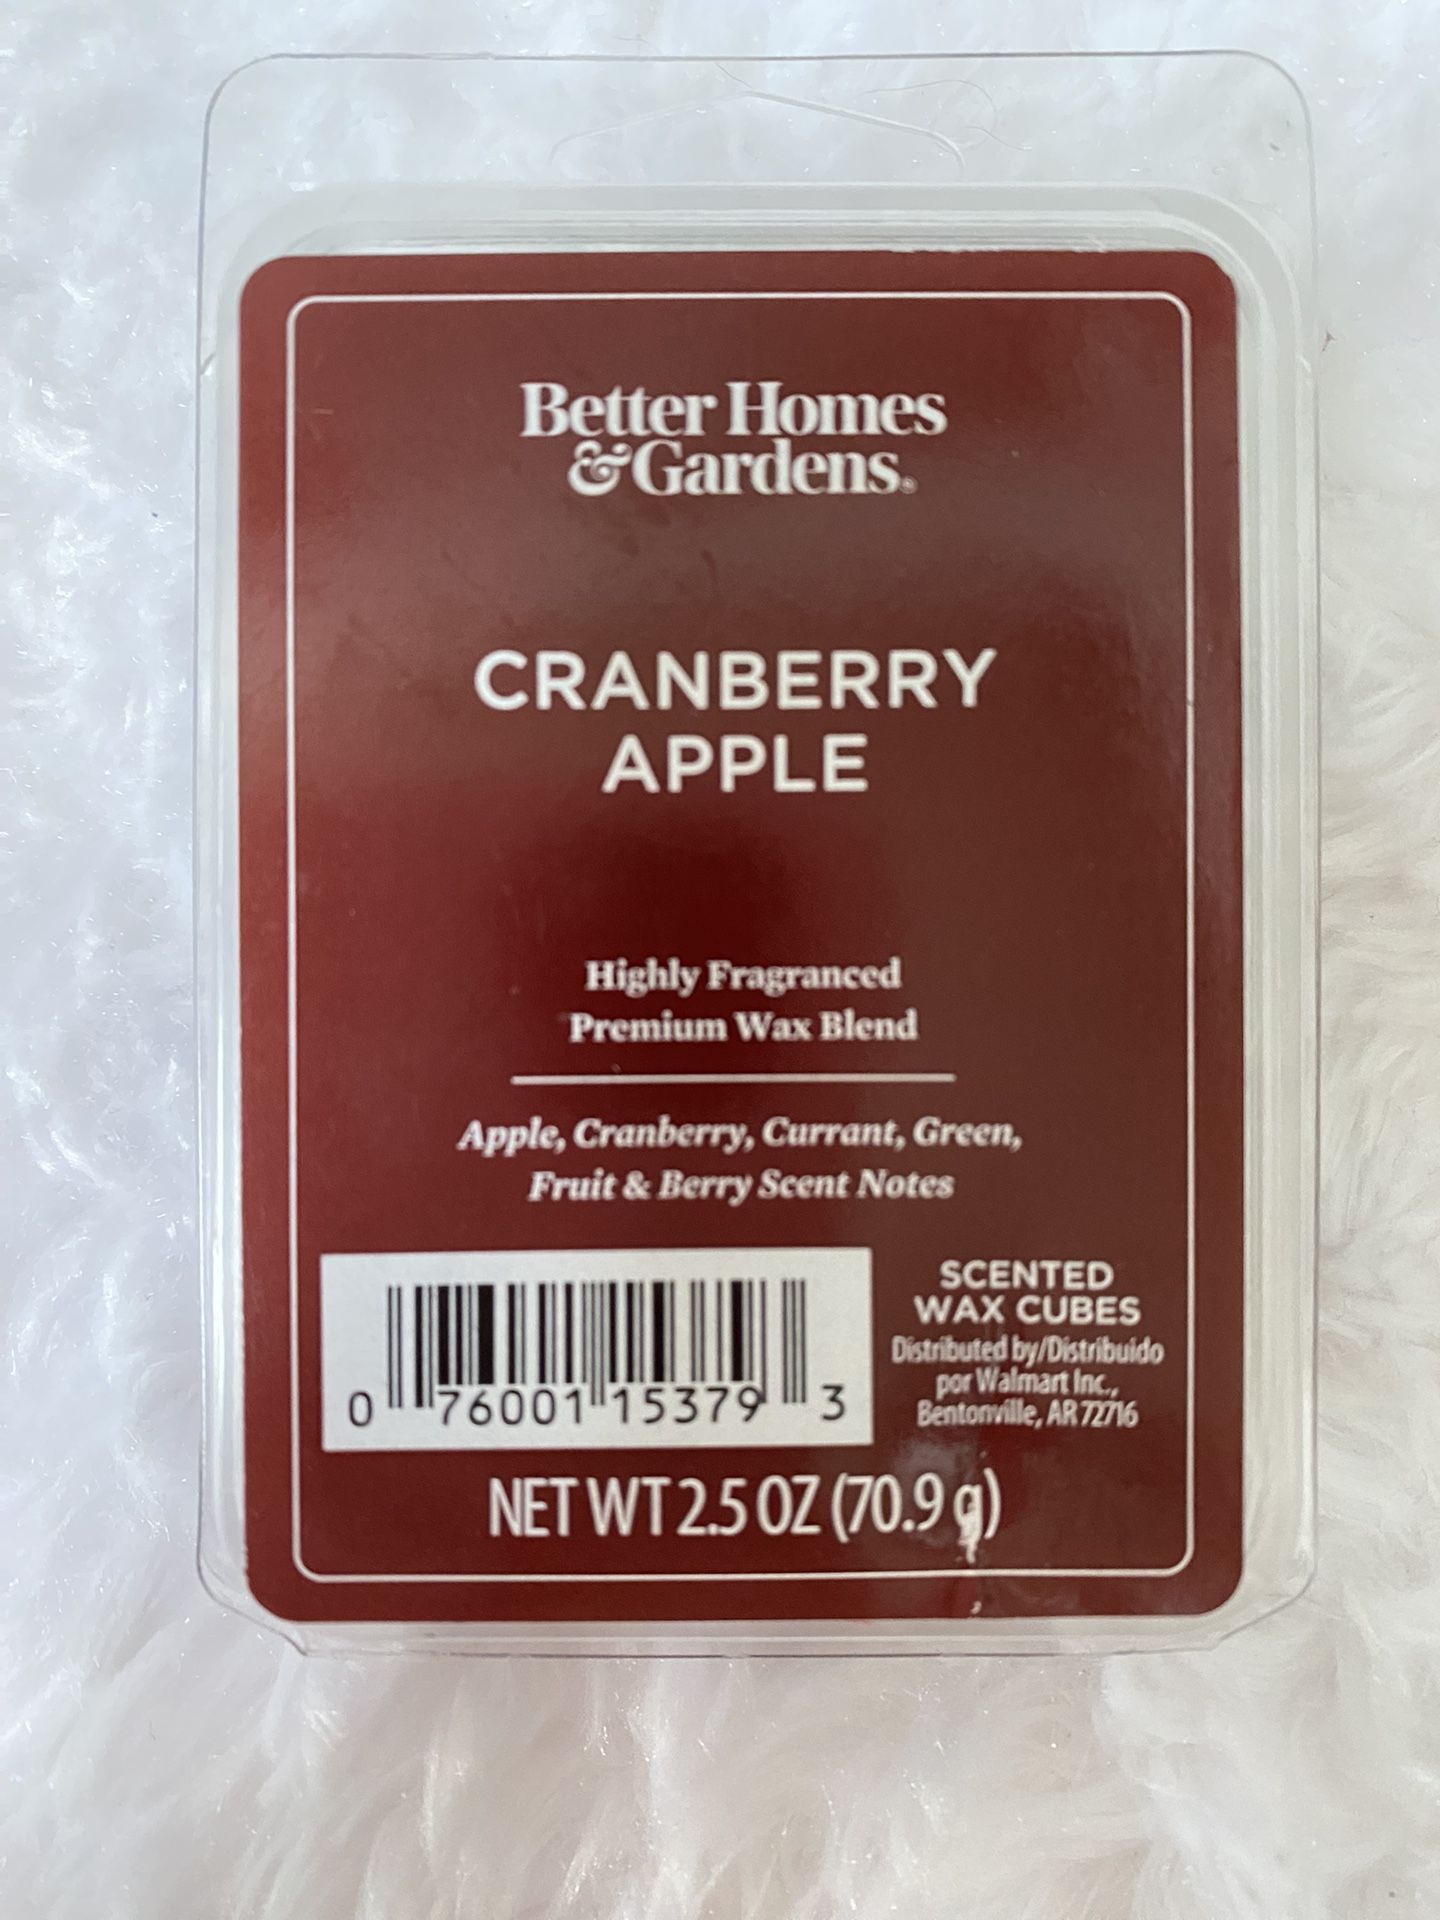 Better Homes
& Gardens®
CRANBERRY
APPLE
Highly Fragranced
Premium Wax Blend
Apple, Cranberry, Currant, Green,
Fruit & Berry Scent Notes
SCENTED
WAX CUBES
Distributed by/Distribuido
por Walmart Inc.,
Bentonville, AR 72716
0 76001 15379 3
NET WT 2.5 OZ (70.9 g)